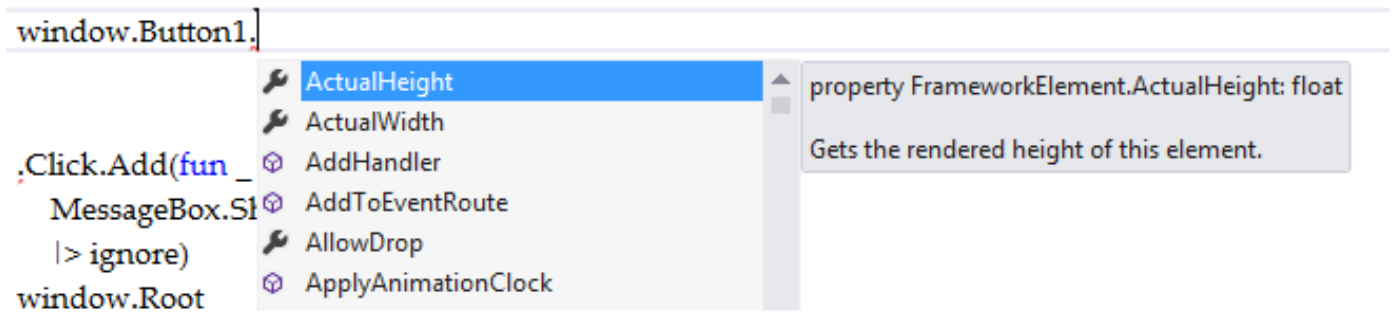 window.Button1.
ActualHeight
ActualWidth
AddHandler
AddToEventRoute
AllowDrop
ApplyAnimationClock
property FrameworkElement.ActualHeight: float
Gets the rendered height of this element.
.Click.Add(fun _
MessageBox.Sh
|> ignore)
window.Root